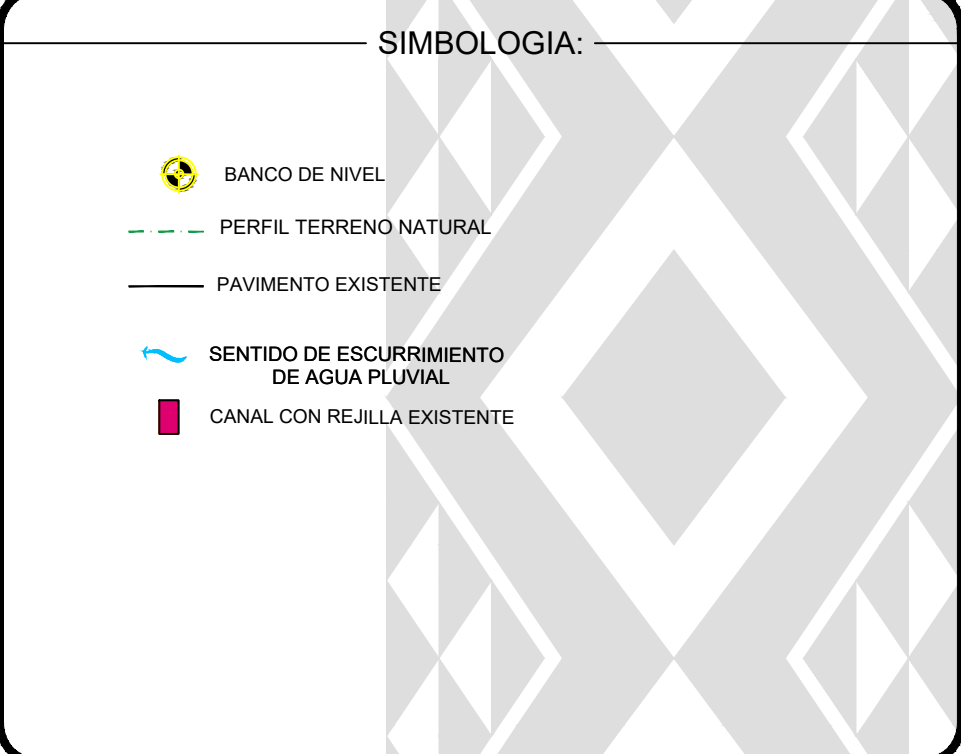 SIMBOLOGIA:
BANCO DE NIVEL
PERFIL TERRENO NATURAL
PAVIMENTO EXISTENTE
SENTIDO DE ESCURRIMIENTO
DE AGUA PLUVIAL
CANAL CON REJILLA EXISTENTE